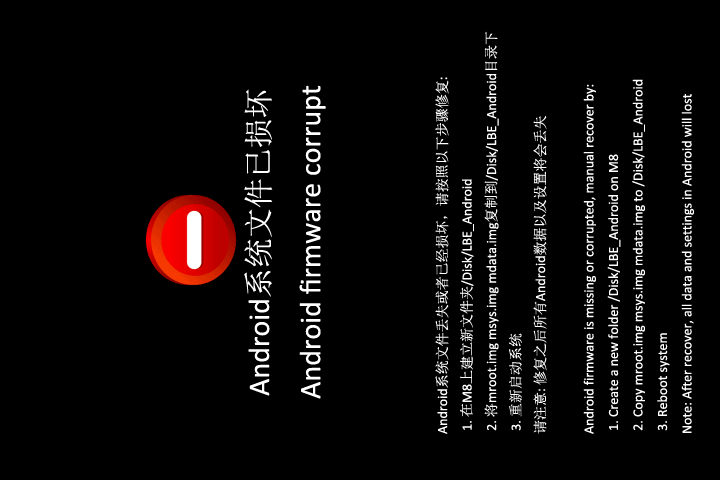 Android系统文件已损坏
Android firmware corrupt
Android系统文件丢失或者已经损坏，请按照以下步骤修复:
1. 在M8上建立新文件夹/Disk/LBE_Android
2. 将mroot.img msys.img mdata.img复制到/Disk/LBE_Android目录下
3. 重新启动系统
请注意: 修复之后所有Android数据以及设置将会丢失
Android firmware is missing or corrupted, manual recover by:
1. Create a new folder /Disk/LBE_Android on M8
2. Copy mroot.img msys.img mdata.img to /Disk/LBE_Android
3. Reboot system
Note: After recover, all data and settings in Android will lost